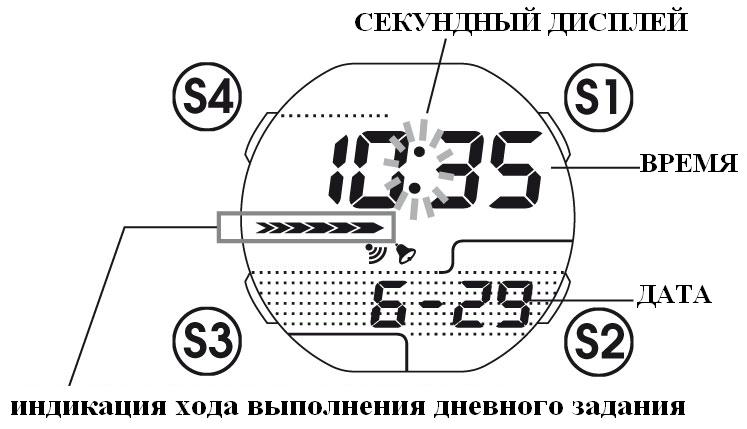 СЕКУНДНЫЙ ДИСПЛЕЙ
S4
S1
10:35
ВРЕМЯ
6-29
ДАТА
S3
S2
индикация хода выполнения дневного задания